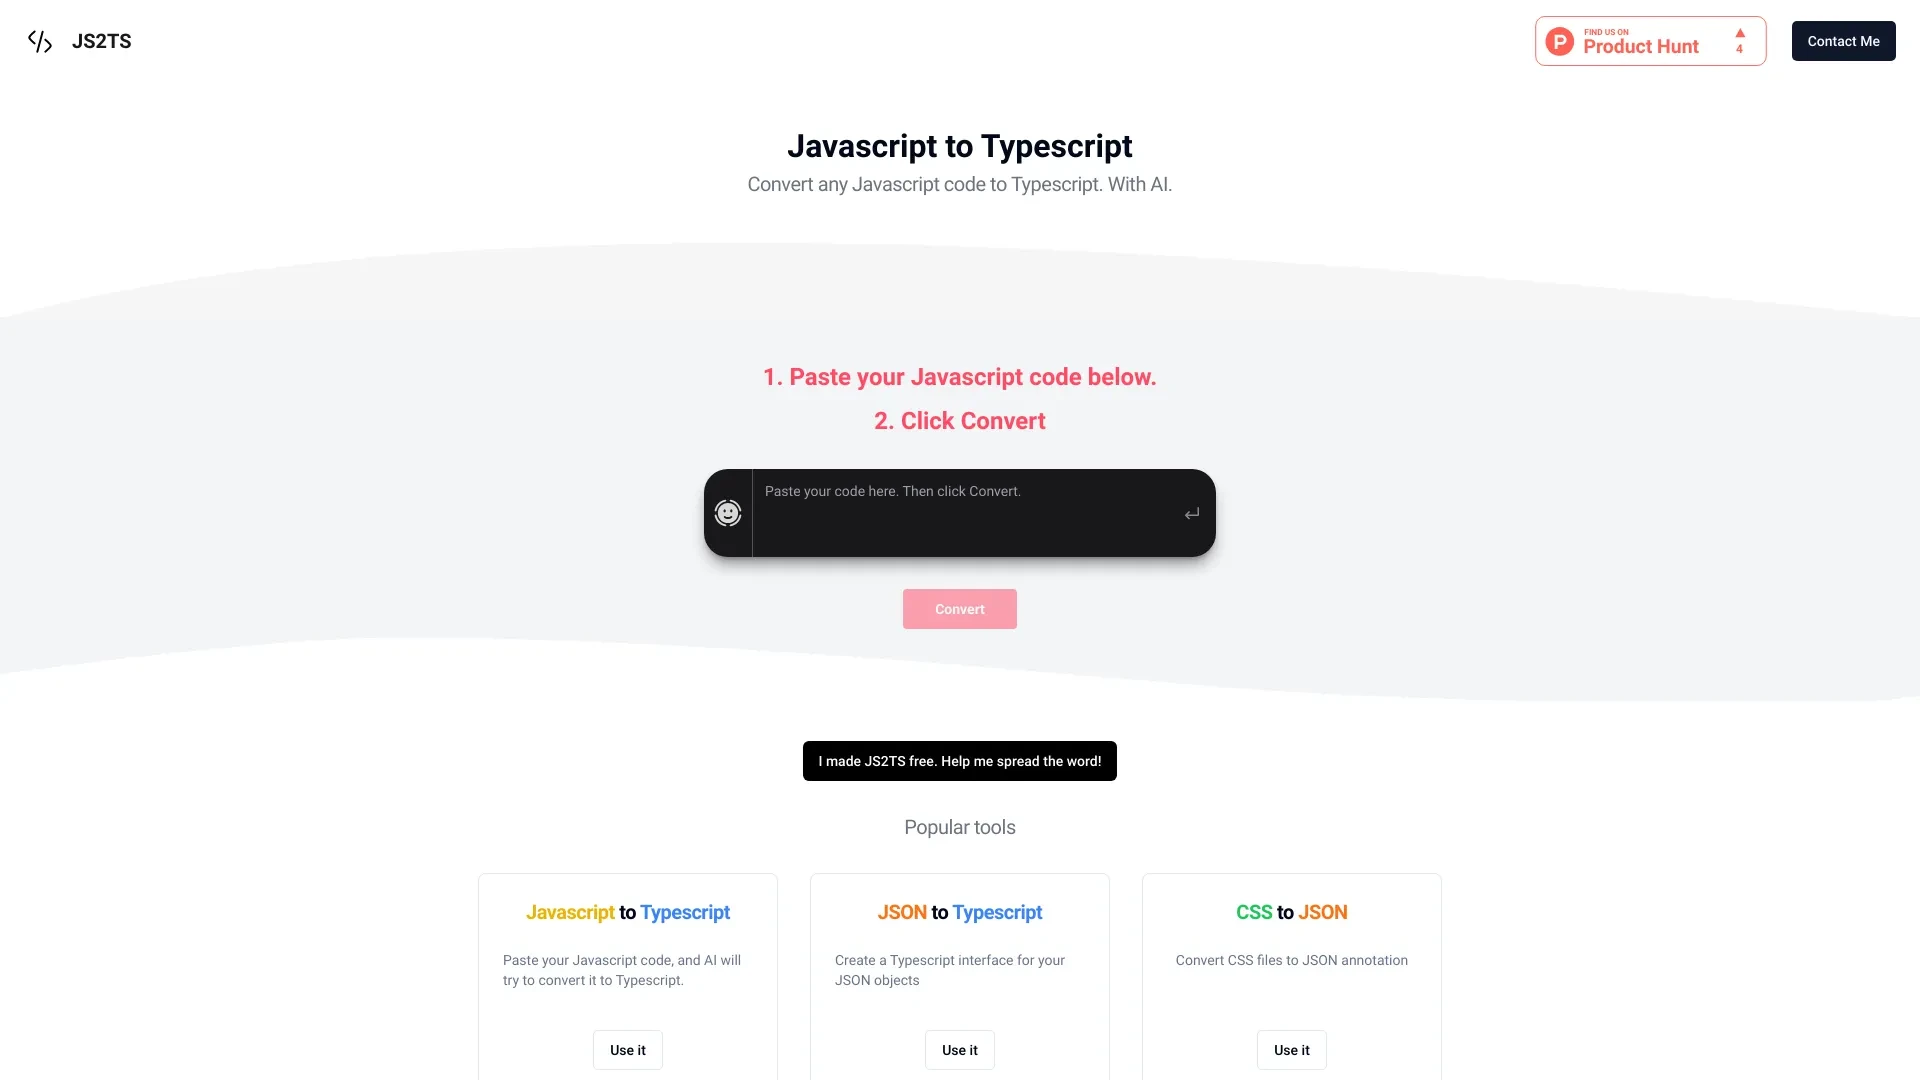 JS2TS
FIND US ON
Product Hunt
4
Contact Me
Javascript to Typescript
Convert any Javascript code to Typescript. With AI.
1. Paste your Javascript code below.
2. Click Convert
Paste your code here. Then click Convert.
Convert
I made JS2TS free. Help me spread the word!
Popular tools
Javascript to Typescript
Paste your Javascript code, and AI will
try to convert it to Typescript.
Use it
JSON to Typescript
Create a Typescript interface for your
JSON objects
Use it
CSS to JSON
Convert CSS files to JSON annotation
Use it